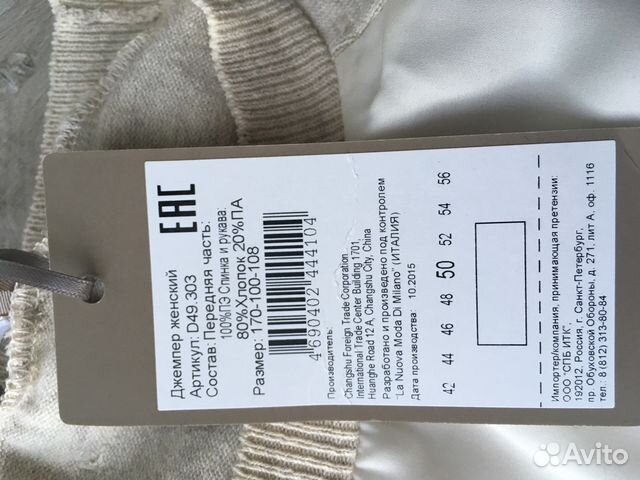 EAC
Джемпер женский
Артикул: D49.303
Состав: Передняя часть:
100%ПЭ Спинка и рукава:
80%Хлопок 20%ПА
Размер: 170-100-108
4 690402 444104
Производитель:
Changshu Foreign Trade Corporation
International Trade Center Building 1701,
Huanghe Road 12 A, Changshu City, China
Разработано и произведено под контролем
"La Nuova Moda Di Milano" (ИТАЛИЯ)
Дата производства: 10.2015
42 44 46 48 50 52 54 56
Импортер/компания, принимающая претензии:
ООО "СПБ ИТК",
192012, Россия, г. Санкт-Петербург,
пр. Обуховской Обороны, д. 271, лит А, оф. 1116
тел. 8 (812) 313-80-84
Avito